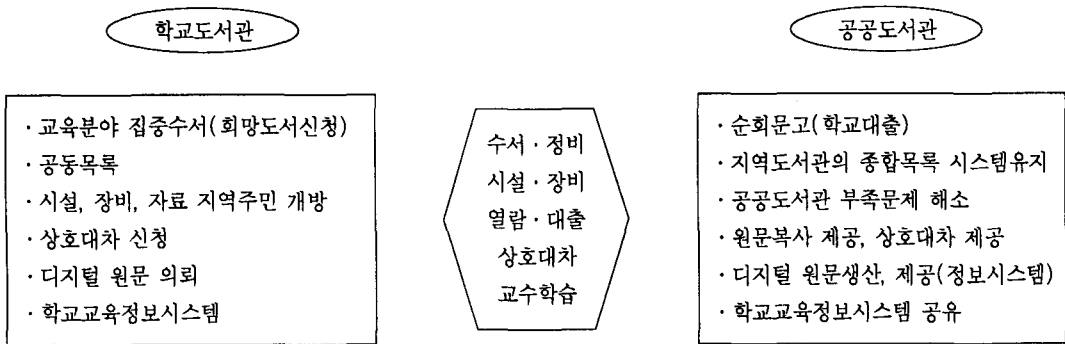 학교도서관
공공도서관
· 교육분야 집중수서(희망도서신청)
· 공동목록
· 시설, 장비, 자료 지역주민 개방
· 상호대차 신청
· 디지털 원문 의뢰
· 학교교육정보시스템
수서 · 정비
시설 · 장비
열람 · 대출
상호대차
교수학습
· 순회문고(학교대출)
· 지역도서관의 종합목록 시스템유지
· 공공도서관 부족문제 해소
· 원문복사 제공, 상호대차 제공
· 디지털 원문생산, 제공(정보시스템)
· 학교교육정보시스템 공유